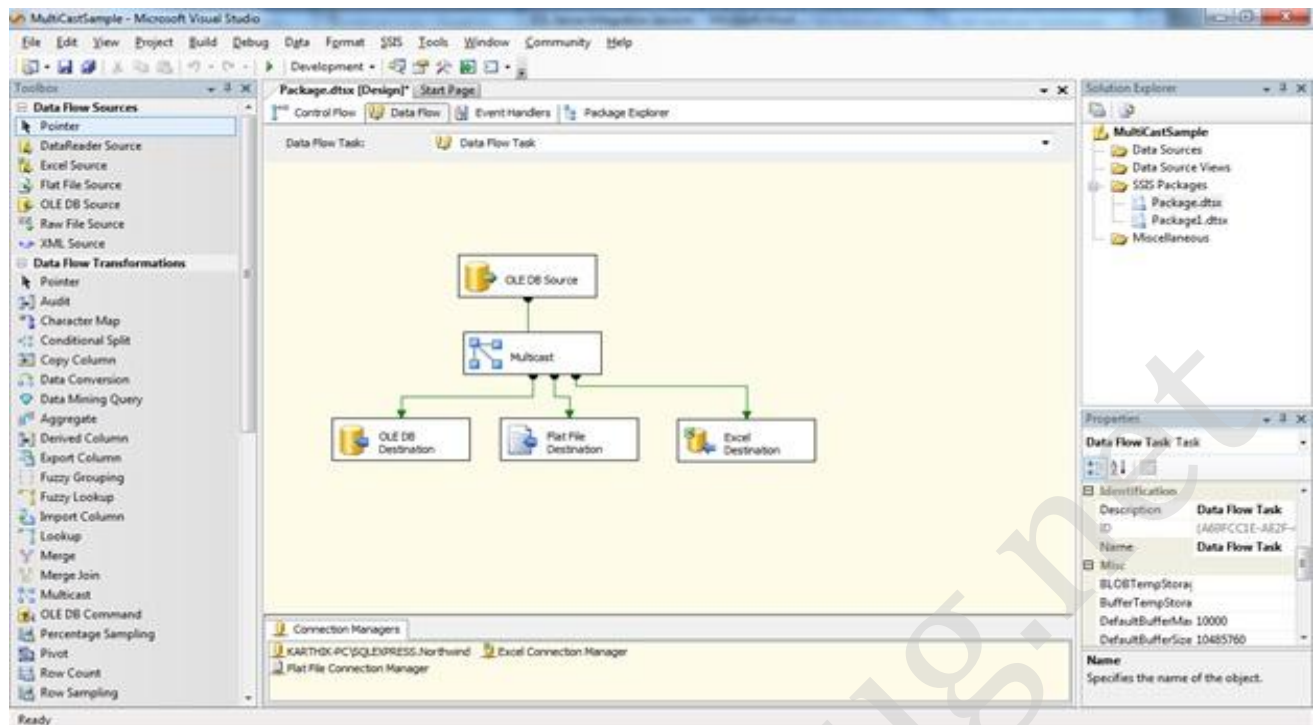 MultiCastSample - Microsoft Visual Studio
File Edit View Project Build Debug Data Format SSIS Tools Window Community Help
Development
Toolbox
Data Flow Sources
Pointer
DataReader Source
Excel Source
Flat File Source
OLE DB Source
Raw File Source
XML Source
Data Flow Transformations
Pointer
Audit
Character Map
Conditional Split
Copy Column
Data Conversion
Data Mining Query
Aggregate
Derived Column
Export Column
Fuzzy Grouping
Fuzzy Lookup
Import Column
Lookup
Merge
Merge Join
Multicast
OLE DB Command
Percentage Sampling
Pivot
Row Count
Row Sampling
Package.dtsx [Design]* Start Page
Control Flow Data Flow Event Handlers Package Explorer
Data Flow Task: Data Flow Task
OLE DB Source
Multicast
OLE DB
Destination
Flat File
Destination
Excel
Destination
Connection Managers
KARTHIK-PC\SQLEXPRESS.Northwind Excel Connection Manager
Flat File Connection Manager
Solution Explorer
MultiCastSample
Data Sources
Data Source Views
SSIS Packages
Package.dtsx
Package1.dtsx
Miscellaneous
Properties
Data Flow Task Task
Identification
Description Data Flow Task
ID
Name Data Flow Task
Misc
BLOBTempStorag
BufferTempStora
DefaultBufferMax 10000
DefaultBufferSize 10485760
Name
Specifies the name of the object.
Ready